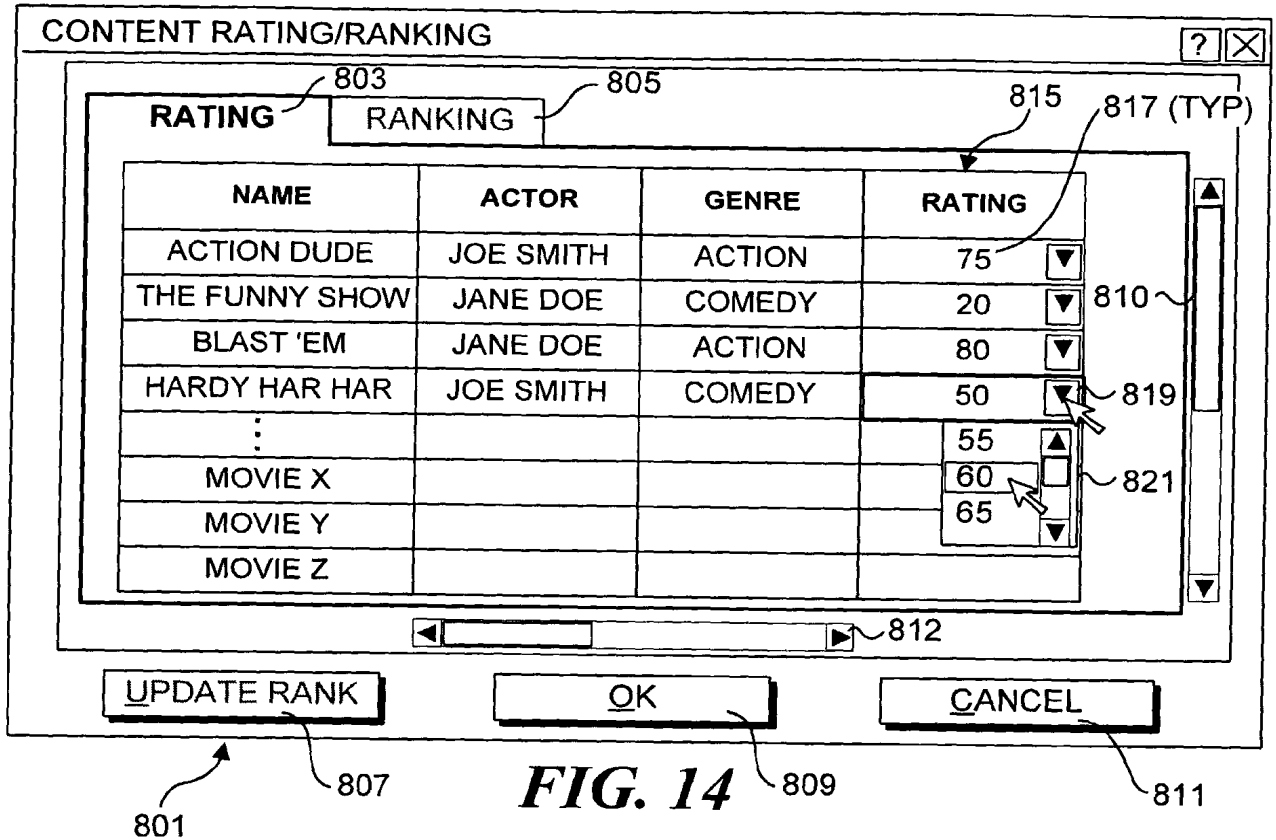 CONTENT RATING/RANKING ?
803 805 815 817 (TYP)
RATING RANKING
NAME ACTOR GENRE RATING
ACTION DUDE JOE SMITH ACTION 75
THE FUNNY SHOW JANE DOE COMEDY 20 810
BLAST 'EM JANE DOE ACTION 80
HARDY HAR HAR JOE SMITH COMEDY 50 819
⋮ 55
MOVIE X 60 821
MOVIE Y 65
MOVIE Z
812
UPDATE RANK OK CANCEL
807 FIG. 14 809 811
801